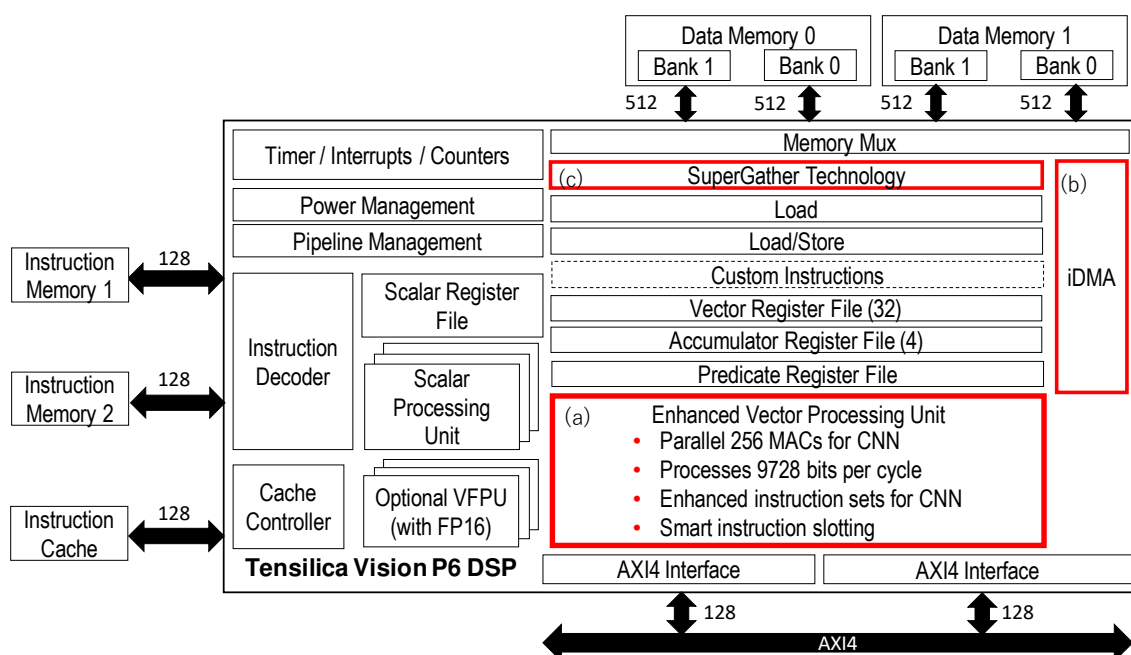 Data Memory 0
Data Memory 1
Bank 1
Bank 0
Bank 1
Bank 0
512
512
512
512
Timer / Interrupts / Counters
Memory Mux
(c)
SuperGather Technology
(b)
Power Management
Load
Pipeline Management
Load/Store
Instruction
Memory 1
128
Custom Instructions
iDMA
Scalar Register
File
Vector Register File (32)
Accumulator Register File (4)
Instruction
Decoder
Predicate Register File
Instruction
Memory 2
128
Scalar
Processing
Unit
(a)
Enhanced Vector Processing Unit
• Parallel 256 MACs for CNN
• Processes 9728 bits per cycle
• Enhanced instruction sets for CNN
• Smart instruction slotting
Cache
Controller
Optional VFPU
(with FP16)
Instruction
Cache
128
Tensilica Vision P6 DSP
AXI4 Interface
AXI4 Interface
128
128
AXI4